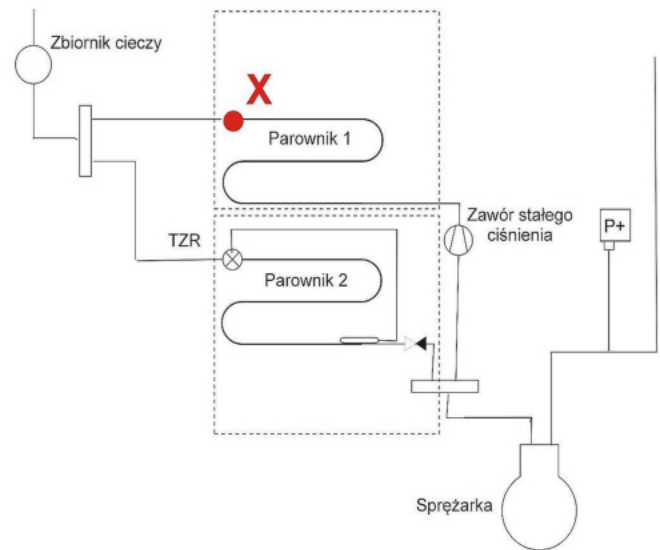 Zbiornik cieczy
X
Parownik 1
Zawór stałego
ciśnienia
P+
TZR
Parownik 2
Sprężarka